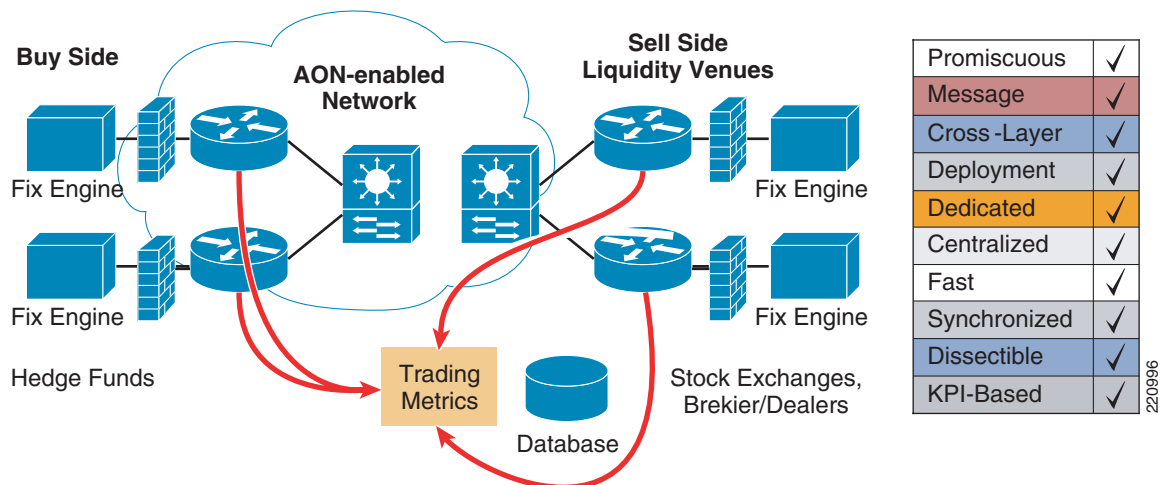 Buy Side
AON-enabled
Network
Sell Side
Liquidity Venues
Fix Engine
Fix Engine
Fix Engine
Fix Engine
Hedge Funds
Trading
Metrics
Database
Stock Exchanges,
Brekier/Dealers
Promiscuous
Message
Cross-Layer
Deployment
Dedicated
Centralized
Fast
Synchronized
Dissectible
KPI-Based
220996